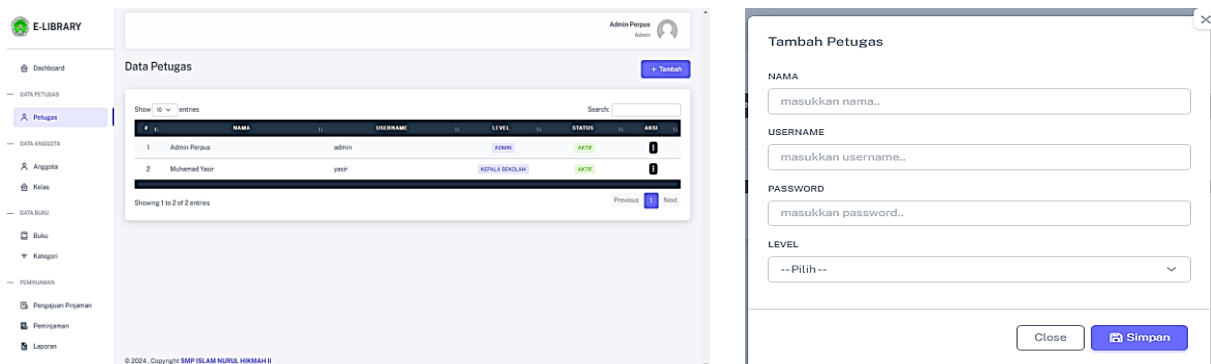 E-LIBRARY
Dashboard
DATA PETUGAS
Petugas
DATA ANGGOTA
Anggota
Kelas
DATA BUKU
Buku
Kategori
PEMINJAMAN
Pengajuan Pinjaman
Peminjaman
Laporan
Admin Perpus
Admin
Data Petugas
+ Tambah
Show 10 entries
Search:
# NAMA USERNAME LEVEL STATUS AKSI
1 Admin Perpus admin ADMIN AKTIF
2 Muhamad Yasir yasir KEPALA SEKOLAH AKTIF
Showing 1 to 2 of 2 entries
Previous 1 Next
© 2024 , Copyright SMP ISLAM NURUL HIKMAH II
Tambah Petugas
NAMA
masukkan nama..
USERNAME
masukkan username..
PASSWORD
masukkan password..
LEVEL
-- Pilih --
Close
Simpan